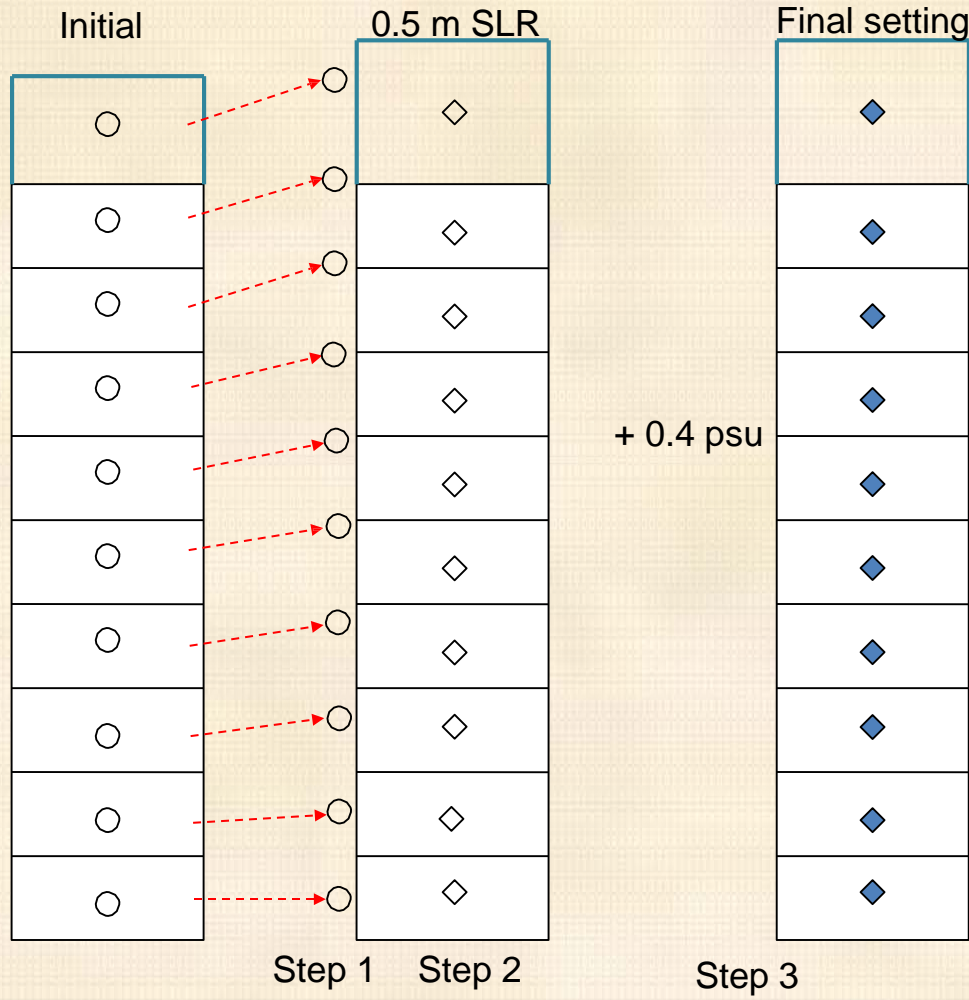 Initial
0.5 m SLR
Final setting
+ 0.4 psu
Step 1
Step 2
Step 3